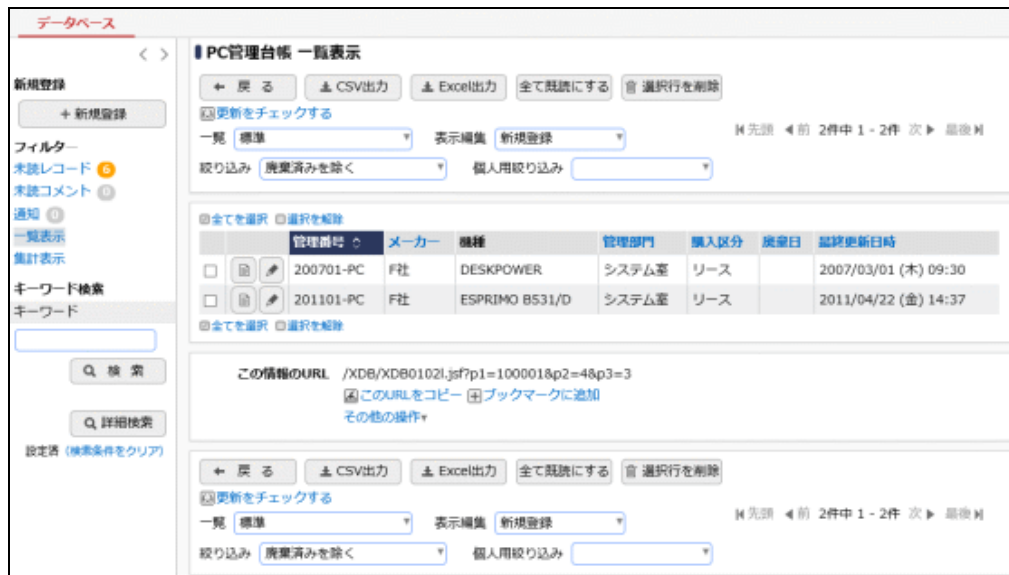 データベース
< >
新規登録
+ 新規登録
フィルター
未読レコード 6
未読コメント 0
通知 0
一覧表示
集計表示
キーワード検索
キーワード
検 索
詳細検索
設定済 (検索条件をクリア)
PC管理台帳 一覧表示
戻 る CSV出力 Excel出力 全て既読にする 選択行を削除
更新をチェックする
一覧 標準 表示編集 新規登録
先頭 前 2件中 1 - 2件 次 最後
絞り込み 廃棄済みを除く 個人用絞り込み
全てを選択 選択を解除
管理番号 メーカー 機種 管理部門 購入区分 廃棄日 最終更新日時
200701-PC F社 DESKPOWER システム室 リース 2007/03/01 (木) 09:30
201101-PC F社 ESPRIMO B531/D システム室 リース 2011/04/22 (金) 14:37
全てを選択 選択を解除
この情報のURL /XDB/XDB0102l.jsf?p1=100001&p2=4&p3=3
このURLをコピー ブックマークに追加
その他の操作
戻 る CSV出力 Excel出力 全て既読にする 選択行を削除
更新をチェックする
一覧 標準 表示編集 新規登録
先頭 前 2件中 1 - 2件 次 最後
絞り込み 廃棄済みを除く 個人用絞り込み